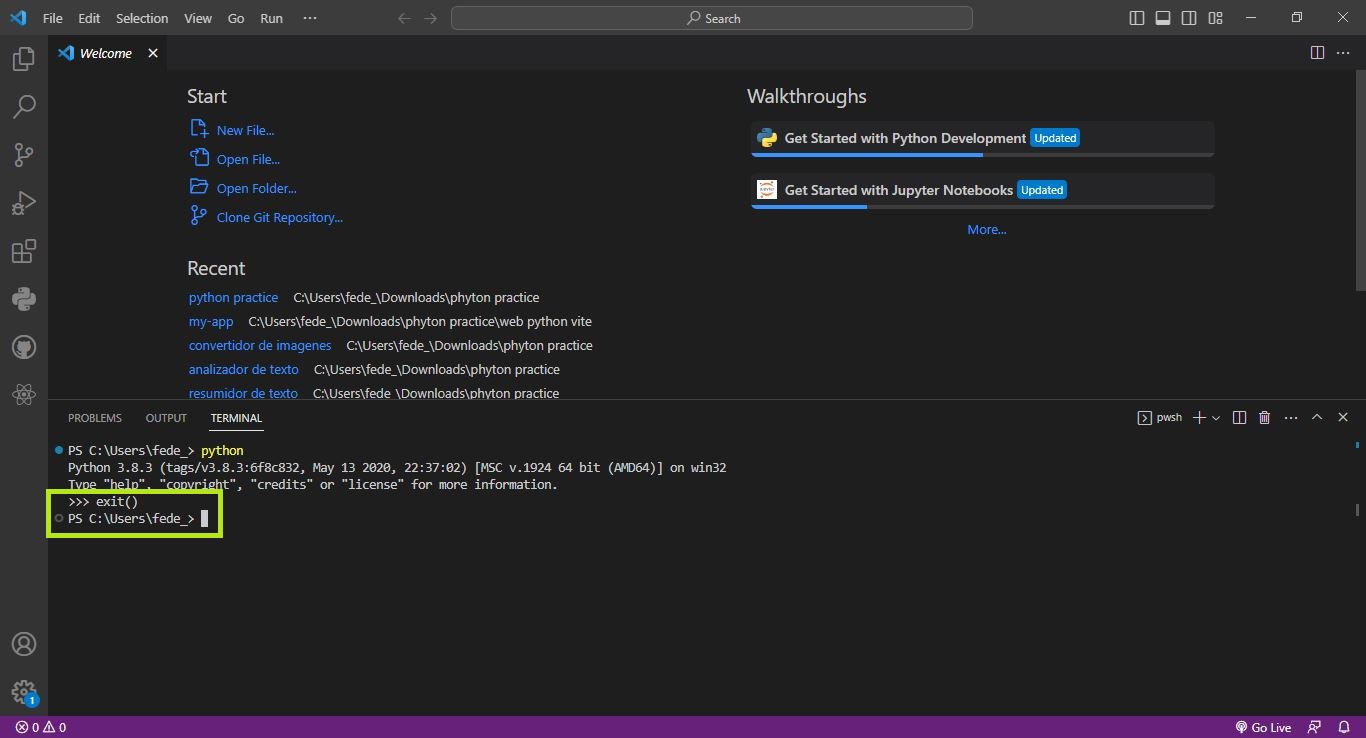 File Edit Selection View Go Run ···
Search
Welcome
Start
New File...
Open File...
Open Folder...
Clone Git Repository...
Recent
python practice C:\Users\fede_\Downloads\phyton practice
my-app C:\Users\fede_\Downloads\phyton practice\web python vite
convertidor de imagenes C:\Users\fede_\Downloads\phyton practice
analizador de texto C:\Users\fede_\Downloads\phyton practice
resumidor de texto C:\Users\fede_\Downloads\phyton practice
Walkthroughs
Get Started with Python Development Updated
Get Started with Jupyter Notebooks Updated
More...
PROBLEMS OUTPUT TERMINAL
pwsh
PS C:\Users\fede_> python
Python 3.8.3 (tags/v3.8.3:6f8c832, May 13 2020, 22:37:02) [MSC v.1924 64 bit (AMD64)] on win32
Type "help", "copyright", "credits" or "license" for more information.
>>> exit()
PS C:\Users\fede_>
1
0 0
Go Live